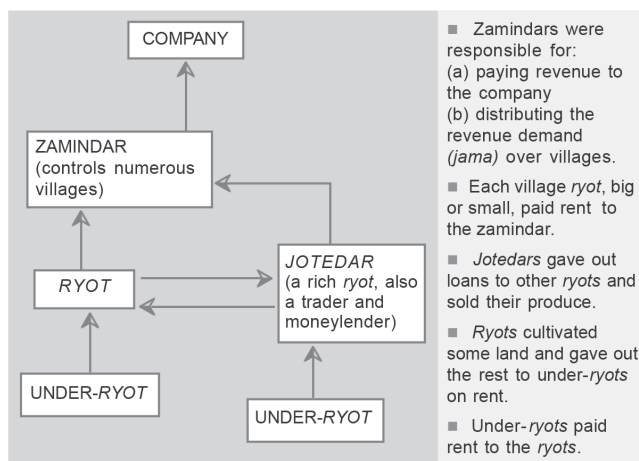 COMPANY
ZAMINDAR
(controls numerous
villages)
RYOT
JOTEDAR
(a rich ryot, also
a trader and
moneylender)
UNDER-RYOT
UNDER-RYOT
■ Zamindars were
responsible for:
(a) paying revenue to
the company
(b) distributing the
revenue demand
(jama) over villages.
■ Each village ryot, big
or small, paid rent to
the zamindar.
■ Jotedars gave out
loans to other ryots and
sold their produce.
■ Ryots cultivated
some land and gave out
the rest to under-ryots
on rent.
■ Under-ryots paid
rent to the ryots.